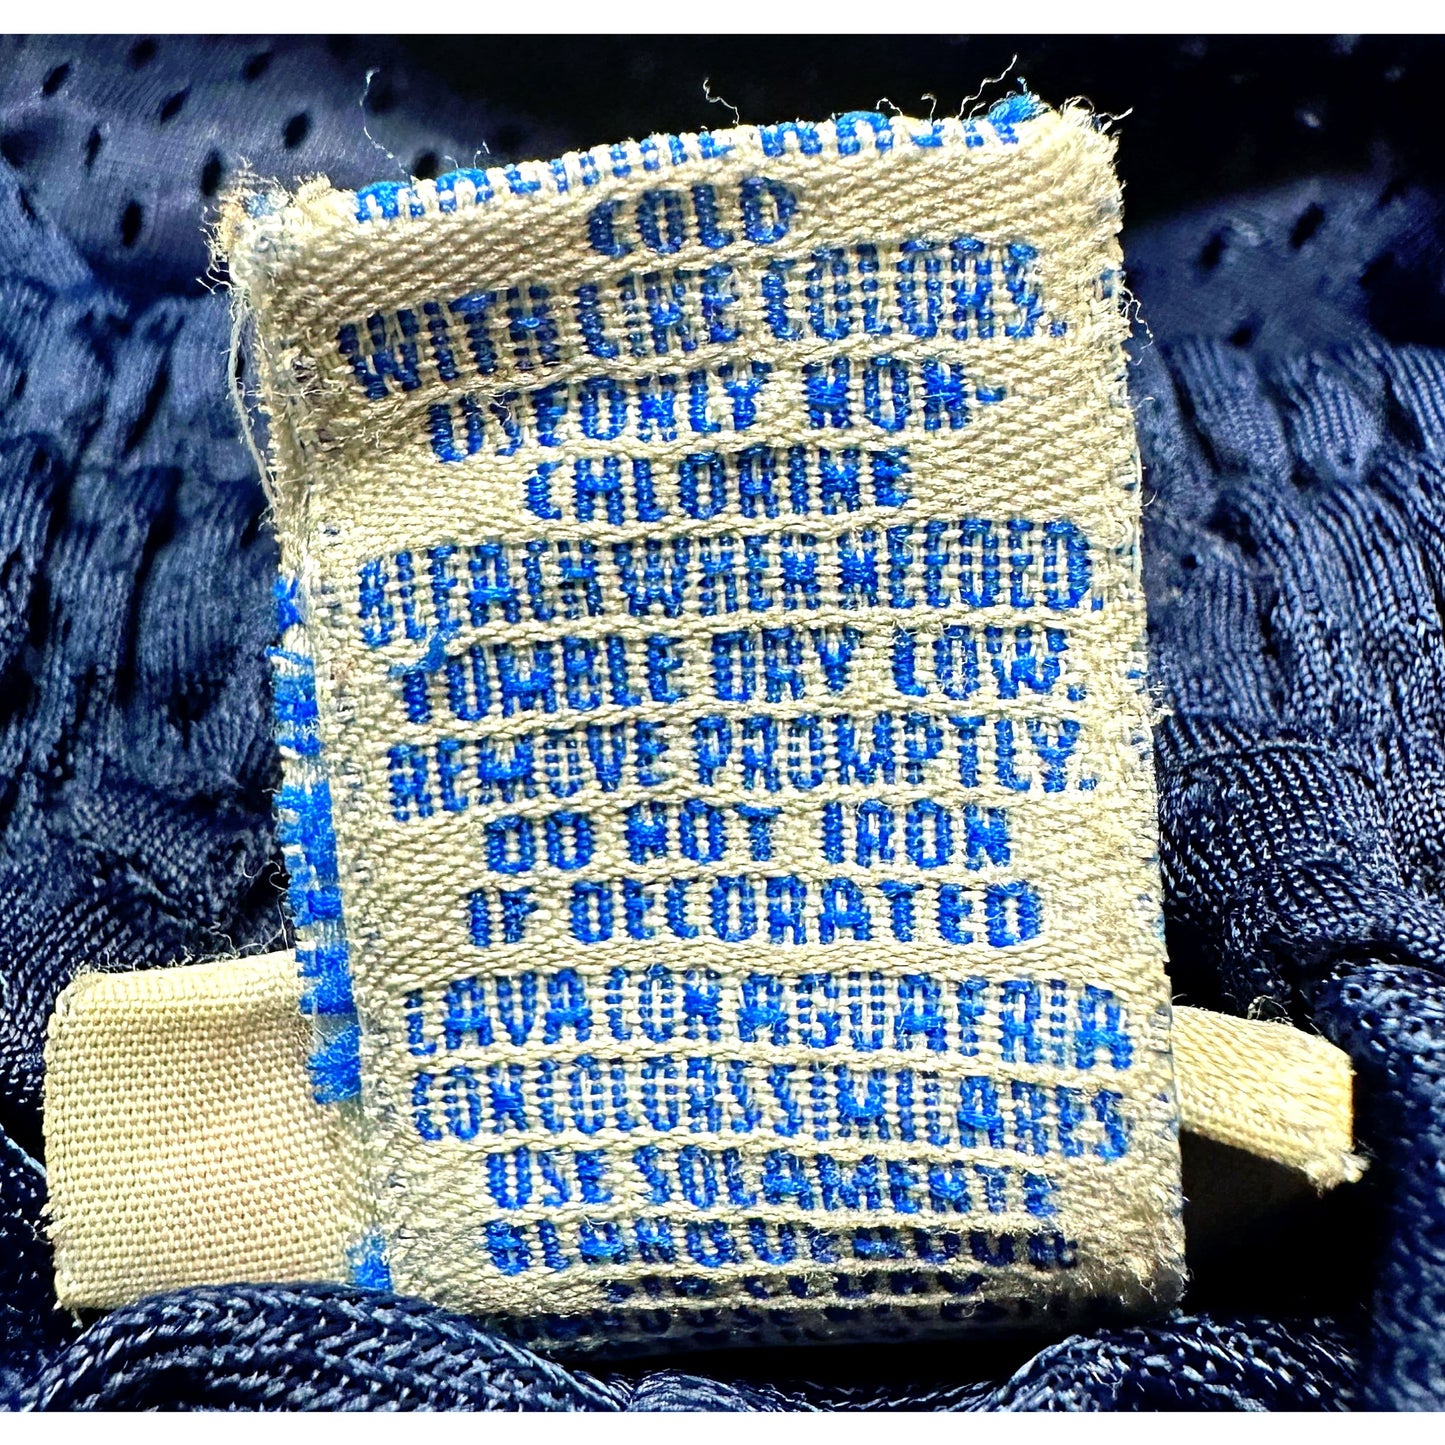 COLD
WITH LIKE COLORS.
USE ONLY NON-
CHLORINE
BLEACH WHEN NEEDED
TUMBLE DRY LOW.
REMOVE PROMPTLY.
DO NOT IRON
IF DECORATED
LAVA CON AGUA FRIA
CON COLORES SIMILARES
USE SOLAMENTE
BLANQUEADOR